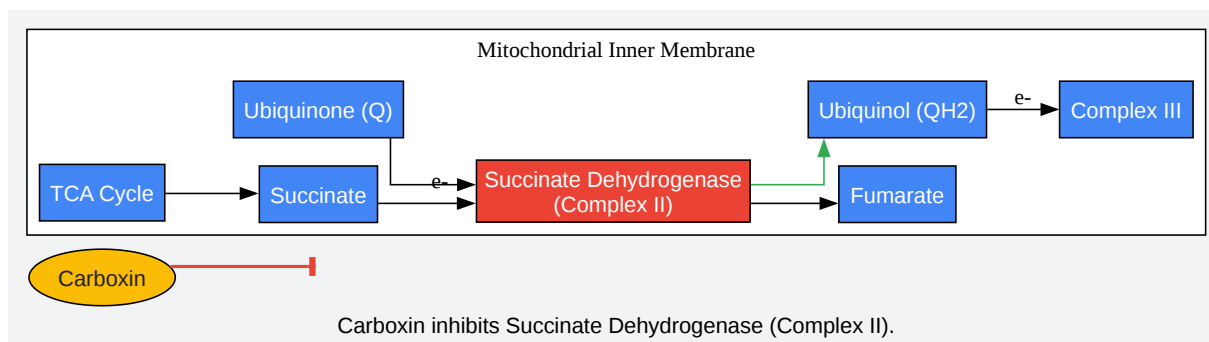 Mitochondrial Inner Membrane
Ubiquinone (Q)
Ubiquinol (QH2)
e-
Complex III
TCA Cycle
Succinate
e-
Succinate Dehydrogenase
(Complex II)
Fumarate
Carboxin
Carboxin inhibits Succinate Dehydrogenase (Complex II).